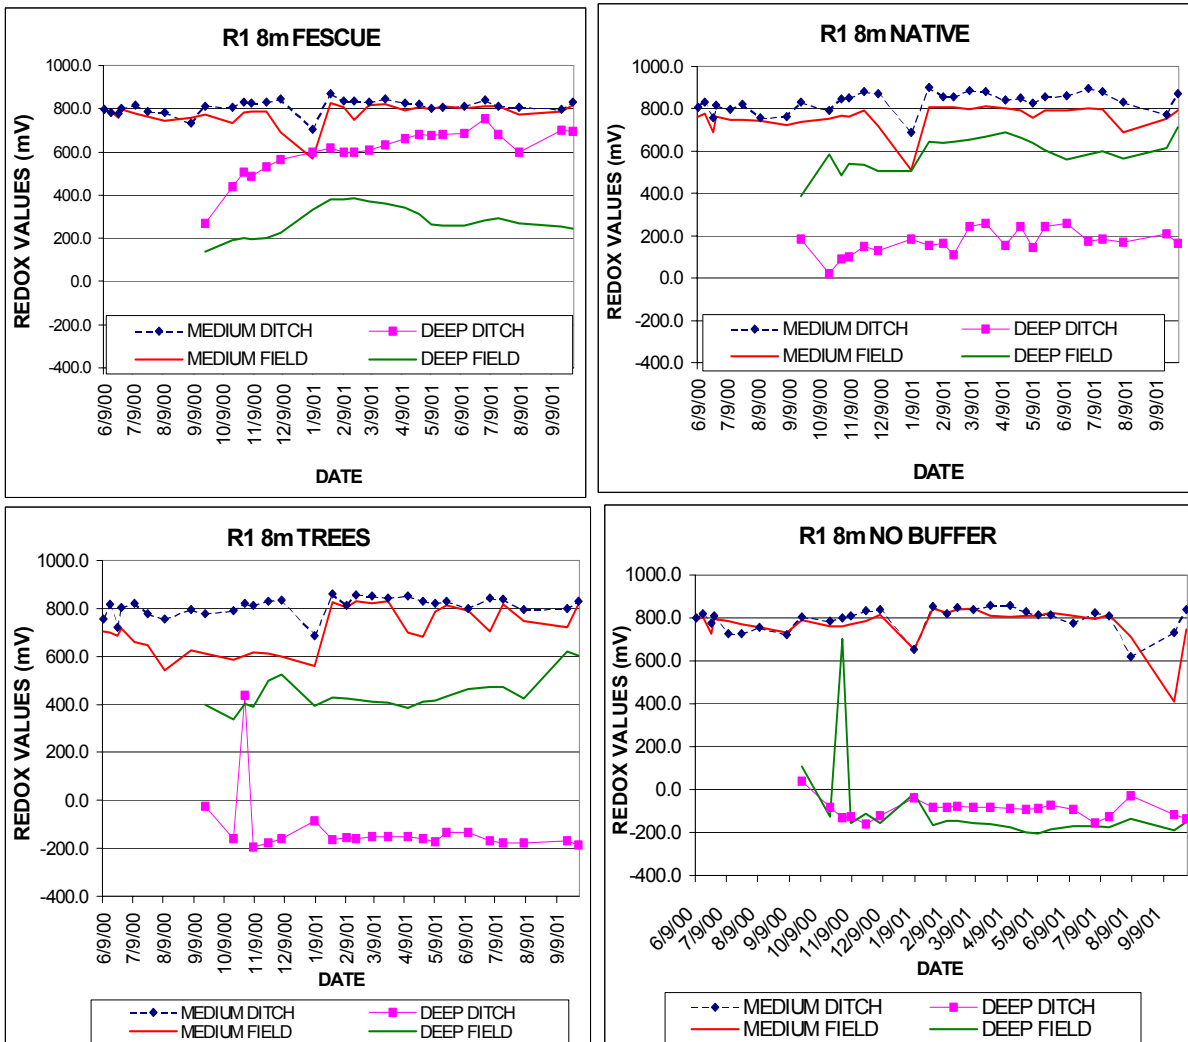 R1 8m FESCUE
REDOX VALUES (mV)
1000.0
800.0
600.0
400.0
200.0
0.0
-200.0
-400.0
MEDIUM DITCH DEEP DITCH
MEDIUM FIELD DEEP FIELD
6/9/00 7/9/00 8/9/00 9/9/00 10/9/00 11/9/00 12/9/00 1/9/01 2/9/01 3/9/01 4/9/01 5/9/01 6/9/01 7/9/01 8/9/01 9/9/01
DATE
R1 8m NATIVE
REDOX VALUES (mV)
1000.0
800.0
600.0
400.0
200.0
0.0
-200.0
-400.0
MEDIUM DITCH DEEP DITCH
MEDIUM FIELD DEEP FIELD
6/9/00 7/9/00 8/9/00 9/9/00 10/9/00 11/9/00 12/9/00 1/9/01 2/9/01 3/9/01 4/9/01 5/9/01 6/9/01 7/9/01 8/9/01 9/9/01
DATE
R1 8m TREES
REDOX VALUES (mV)
1000.0
800.0
600.0
400.0
200.0
0.0
-200.0
-400.0
6/9/00 7/9/00 8/9/00 9/9/00 10/9/00 11/9/00 12/9/00 1/9/01 2/9/01 3/9/01 4/9/01 5/9/01 6/9/01 7/9/01 8/9/01 9/9/01
DATE
MEDIUM DITCH DEEP DITCH
MEDIUM FIELD DEEP FIELD
R1 8m NO BUFFER
REDOX VALUES (mV)
1000.0
800.0
600.0
400.0
200.0
0.0
-200.0
-400.0
6/9/00 7/9/00 8/9/00 9/9/00 10/9/00 11/9/00 12/9/00 1/9/01 2/9/01 3/9/01 4/9/01 5/9/01 6/9/01 7/9/01 8/9/01 9/9/01
DATE
MEDIUM DITCH DEEP DITCH
MEDIUM FIELD DEEP FIELD